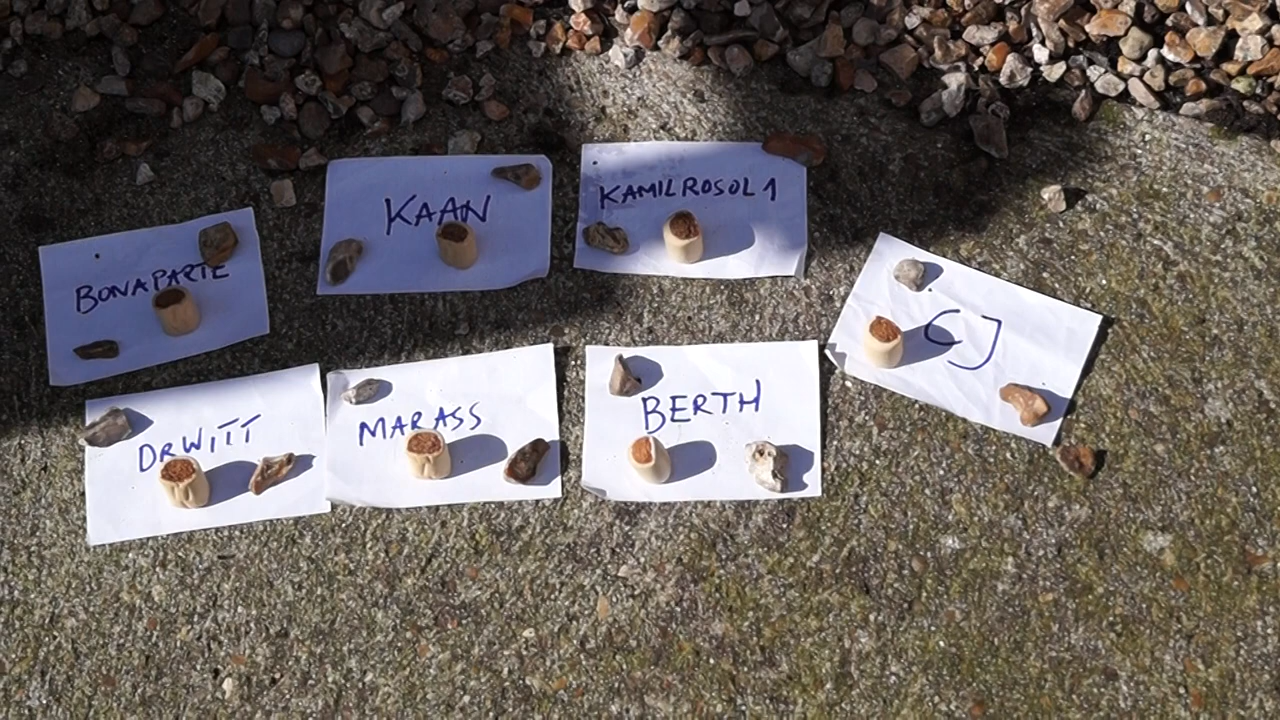 BONAPARTE
KAAN
KAMILROSOL1
CJ
DRWITT
MARASS
BERTH